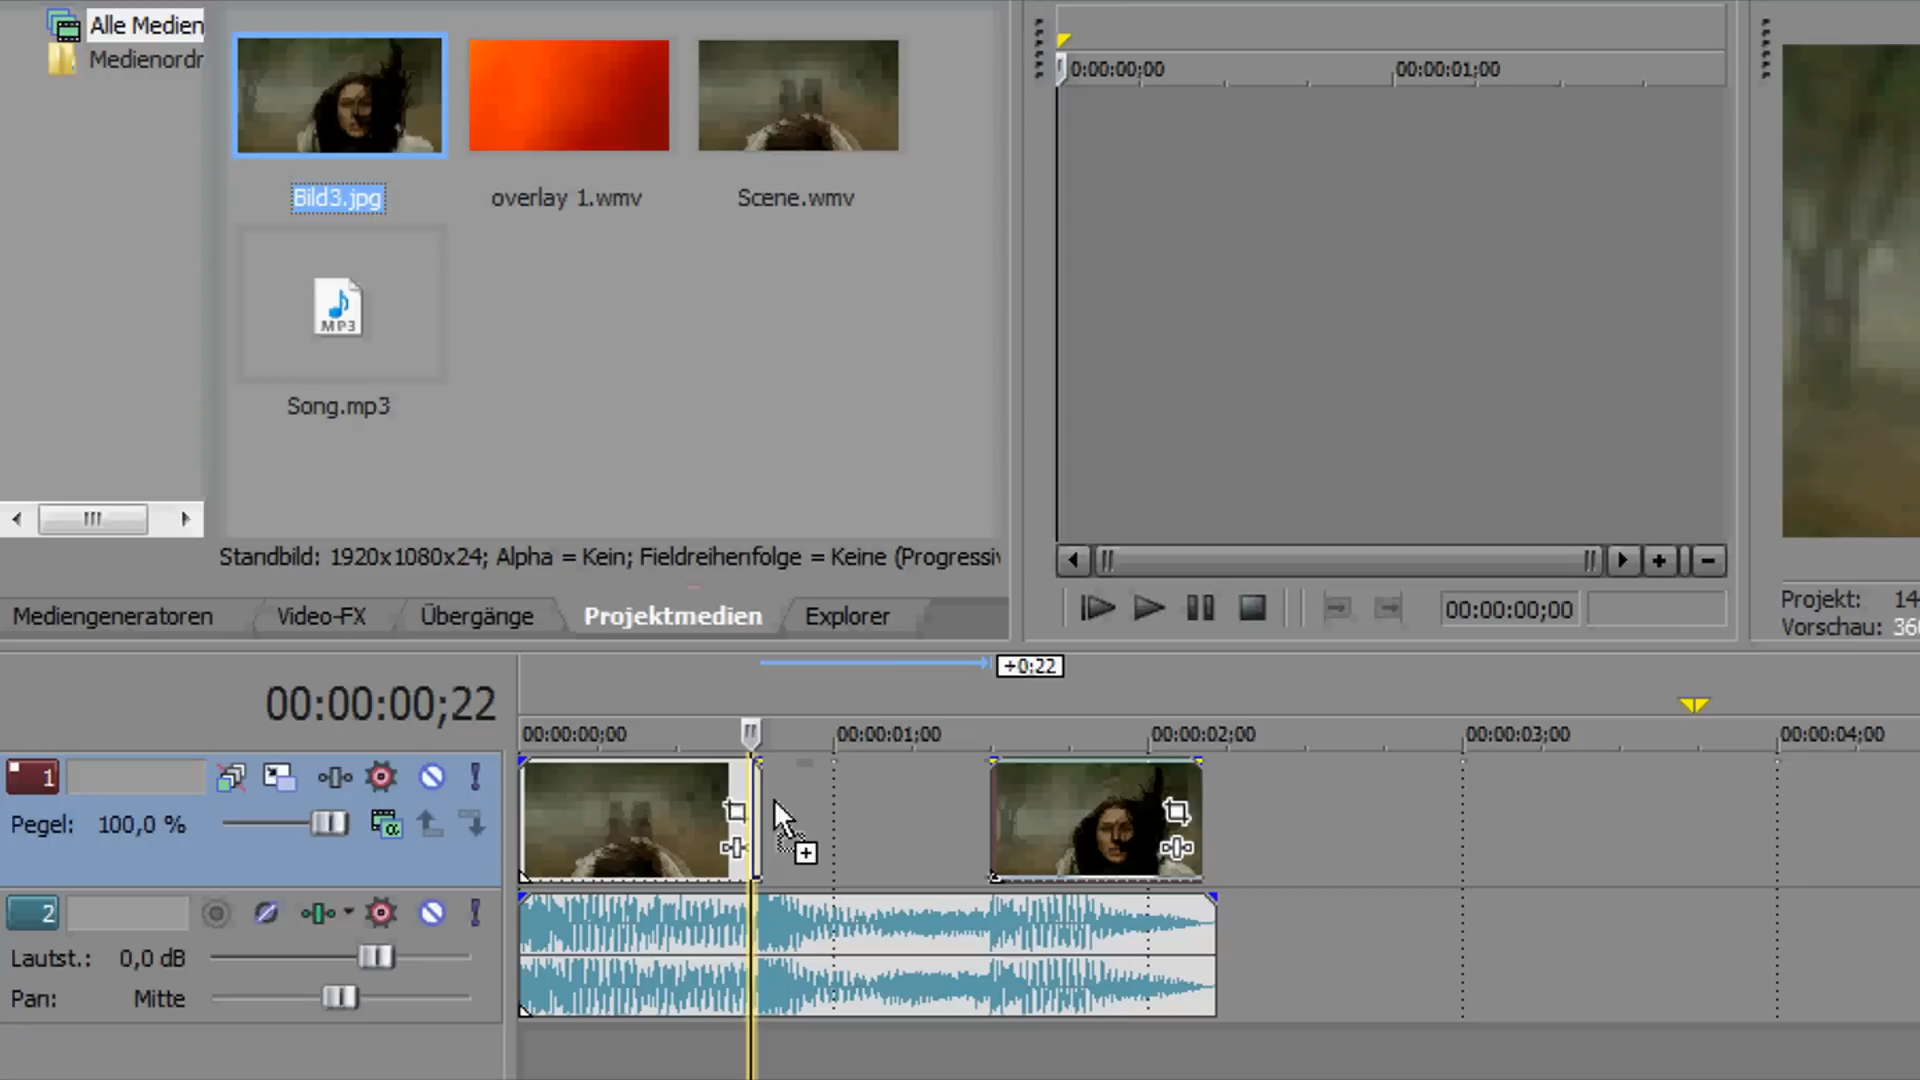 Alle Medien
Medienordr
Bild3.jpg
overlay 1.wmv
Scene.wmv
MP3
Song.mp3
Standbild: 1920x1080x24; Alpha = Kein; Fieldreihenfolge = Keine (Progressiv
Mediengeneratoren
Video-FX
Übergänge
Projektmedien
Explorer
0:00:00;00
00:00:01;00
00:00:00;00
Projekt: 14
Vorschau: 360
+0:22
00:00:00;22
00:00:00;00
00:00:01;00
00:00:02;00
00:00:03;00
00:00:04;00
1
Pegel: 100,0 %
2
Lautst.: 0,0 dB
Pan: Mitte